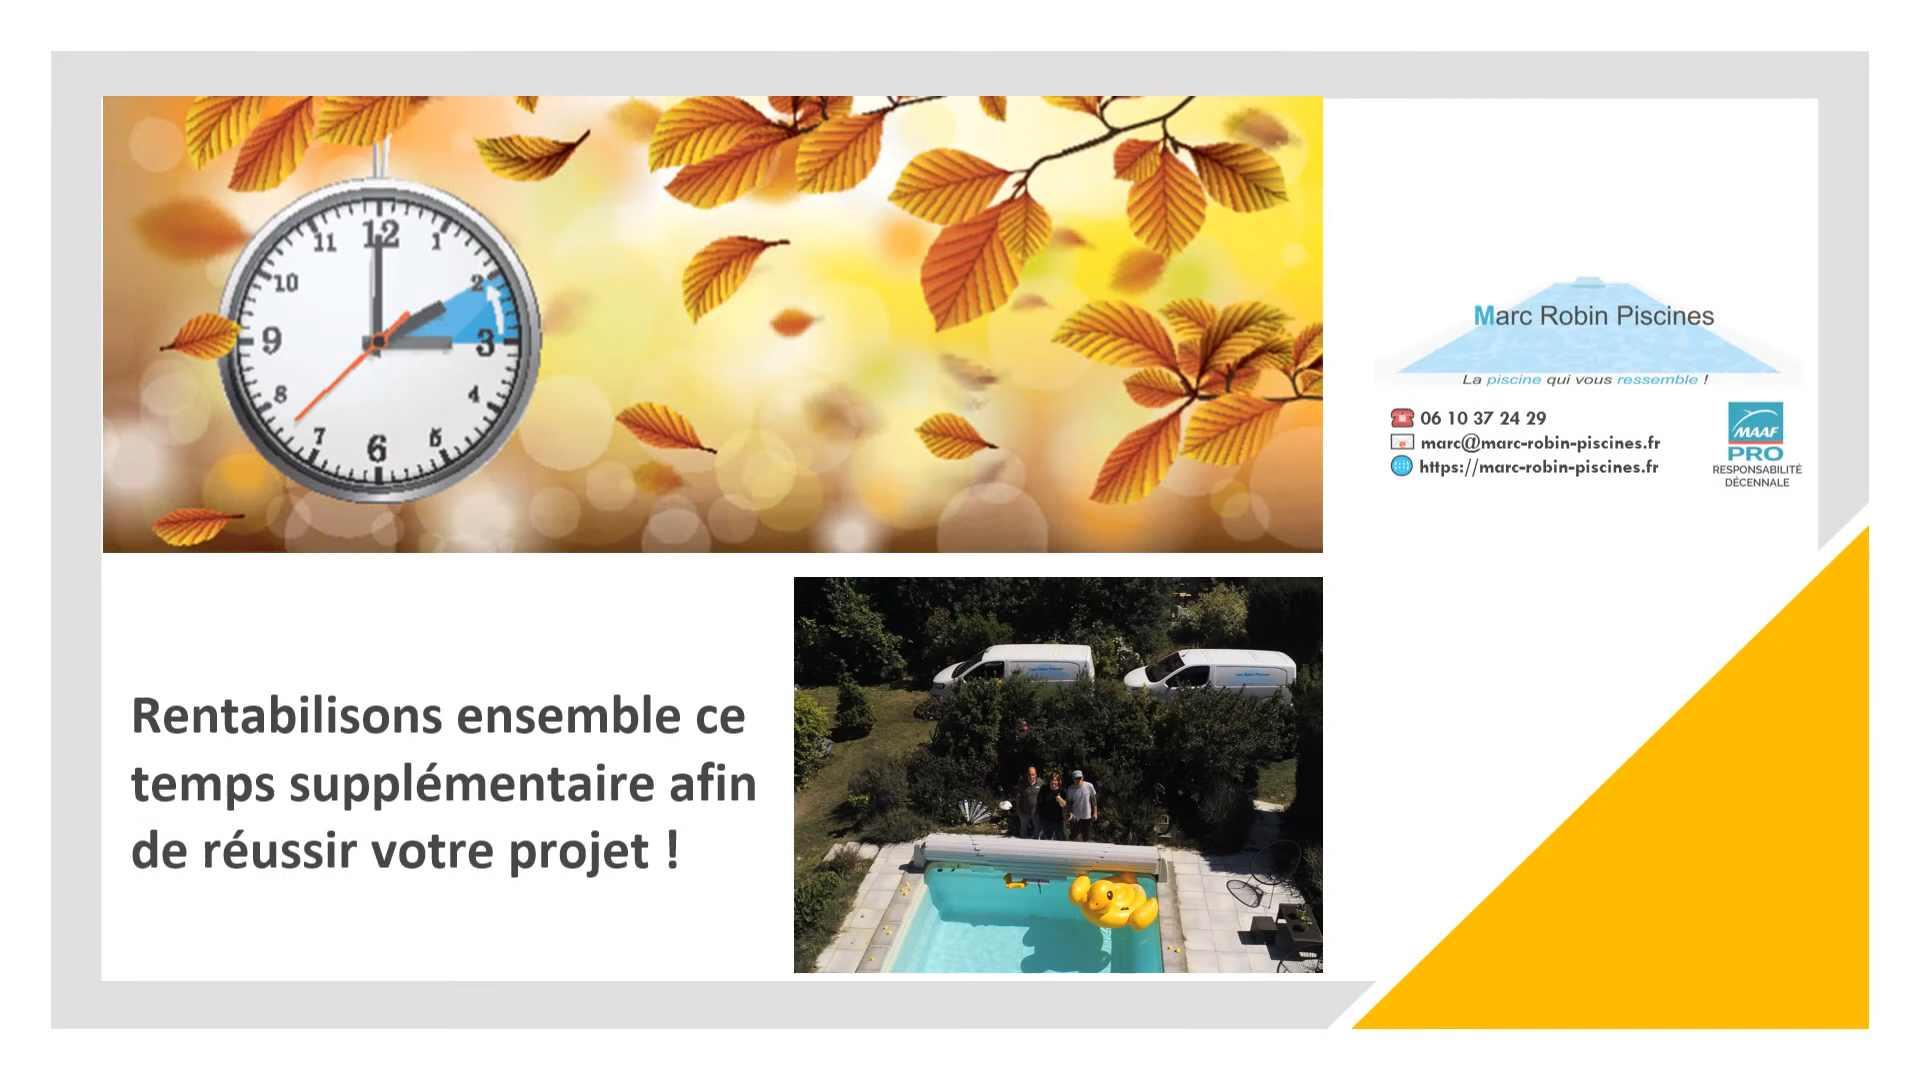 12
11
1
10
2
9
3
8
4
7
5
6
Marc Robin Piscines
La piscine qui vous ressemble !
06 10 37 24 29
marc@marc-robin-piscines.fr
https://marc-robin-piscines.fr
MAAF
PRO
RESPONSABILITÉ
DÉCENNALE
Rentabilisons ensemble ce
temps supplémentaire afin
de réussir votre projet !